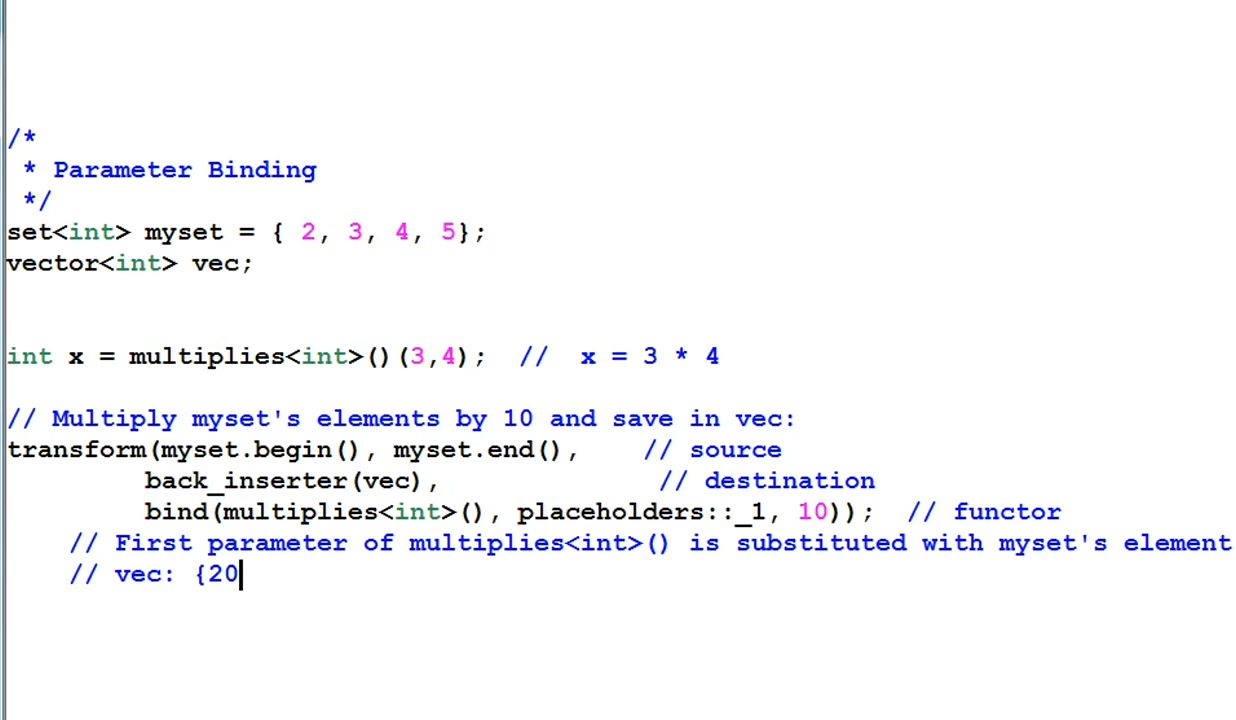 /*
 * Parameter Binding
 */
set<int> myset = { 2, 3, 4, 5};
vector<int> vec;
int x = multiplies<int>()(3,4);  //  x = 3 * 4
// Multiply myset's elements by 10 and save in vec:
transform(myset.begin(), myset.end(),    // source
         back_inserter(vec),              // destination
         bind(multiplies<int>(), placeholders::_1, 10));  // functor
    // First parameter of multiplies<int>() is substituted with myset's element
    // vec: {20